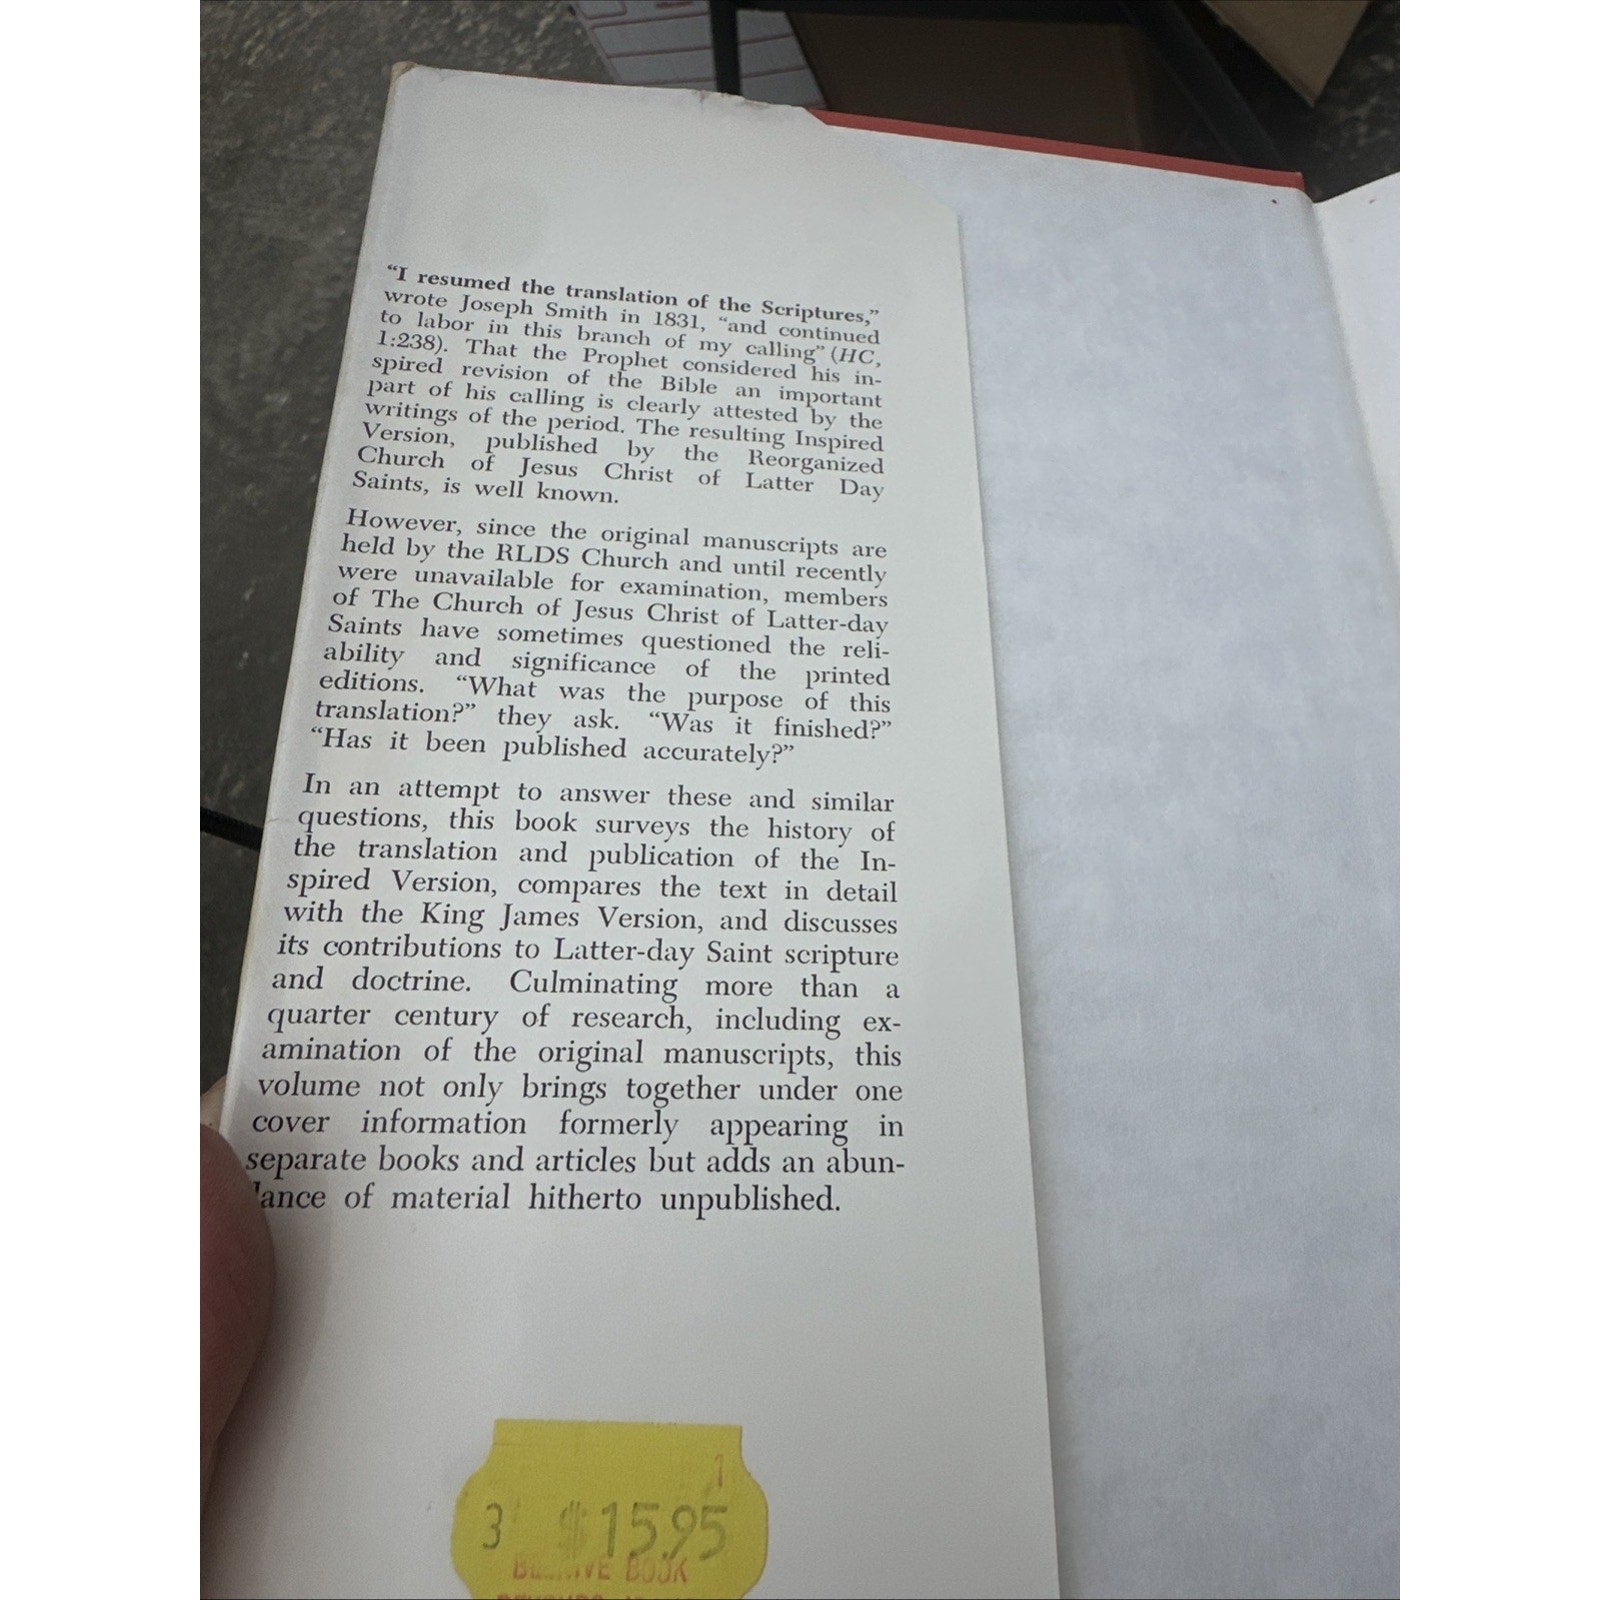 “I resumed the translation of the Scriptures,”
wrote Joseph Smith in 1831, “and continued
to labor in this branch of my calling” (HC,
1:238). That the Prophet considered his in-
spired revision of the Bible an important
part of his calling is clearly attested by the
writings of the period. The resulting Inspired
Version, published by the Reorganized
Church of Jesus Christ of Latter Day
Saints, is well known.
However, since the original manuscripts are
held by the RLDS Church and until recently
were unavailable for examination, members
of The Church of Jesus Christ of Latter-day
Saints have sometimes questioned the reli-
ability and significance of the printed
editions. “What was the purpose of this
translation?” they ask. “Was it finished?”
“Has it been published accurately?”
In an attempt to answer these and similar
questions, this book surveys the history of
the translation and publication of the In-
spired Version, compares the text in detail
with the King James Version, and discusses
its contributions to Latter-day Saint scripture
and doctrine. Culminating more than a
quarter century of research, including ex-
amination of the original manuscripts, this
volume not only brings together under one
cover information formerly appearing in
separate books and articles but adds an abun-
dance of material hitherto unpublished.
1
3 $15.95
BOOK